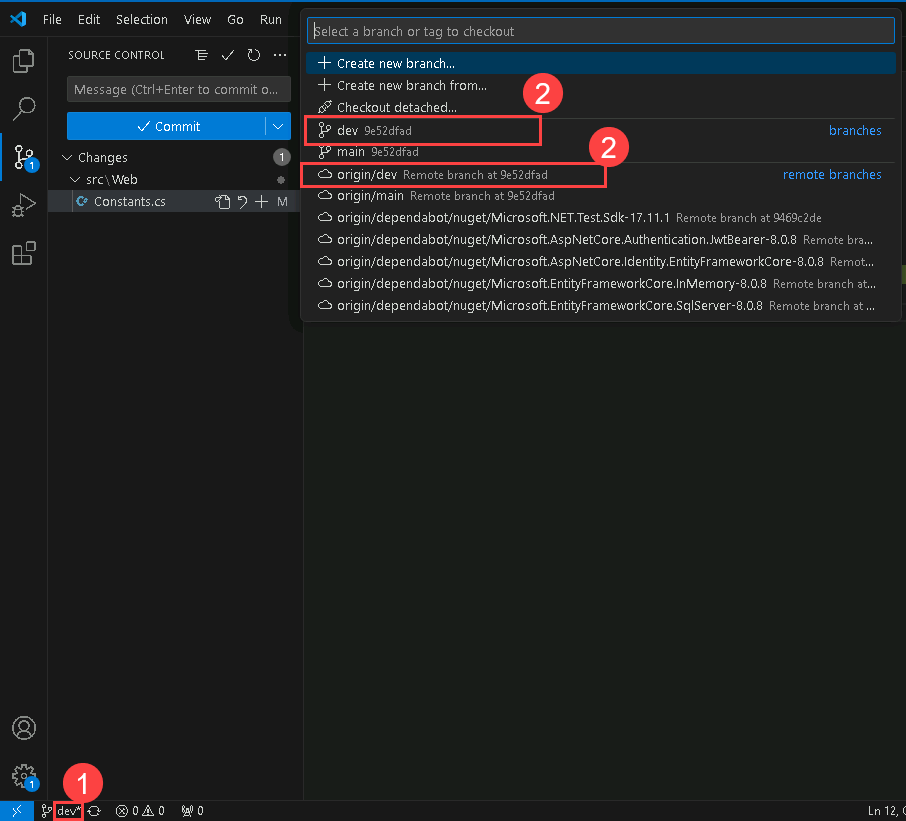 File Edit Selection View Go Run
Select a branch or tag to checkout
SOURCE CONTROL
Create new branch...
Message (Ctrl+Enter to commit o...
Create new branch from...
2
Checkout detached...
Commit
dev 9e52dfad
branches
main 9e52dfad
2
Changes
1
origin/dev Remote branch at 9e52dfad
remote branches
src\Web
origin/main Remote branch at 9e52dfad
Constants.cs
M
origin/dependabot/nuget/Microsoft.NET.Test.Sdk-17.11.1 Remote branch at 9469c2de
origin/dependabot/nuget/Microsoft.AspNetCore.Authentication.JwtBearer-8.0.8 Remote bra...
origin/dependabot/nuget/Microsoft.AspNetCore.Identity.EntityFrameworkCore-8.0.8 Remot...
origin/dependabot/nuget/Microsoft.EntityFrameworkCore.InMemory-8.0.8 Remote branch at...
origin/dependabot/nuget/Microsoft.EntityFrameworkCore.SqlServer-8.0.8 Remote branch at ...
1
1
1
dev* 0 0 0
Ln 12,